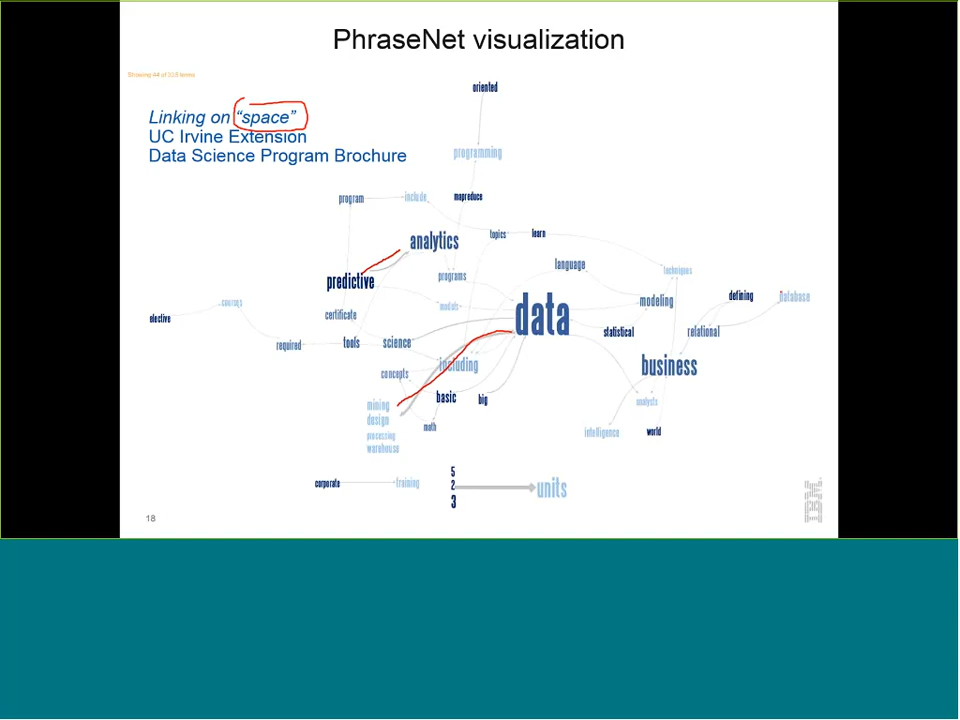 PhraseNet visualization
Showing 44 of 338 terms
oriented
Linking on "space"
UC Irvine Extension
Data Science Program Brochure
programming
program
include
mapreduce
analytics
topics
learn
language
techniques
predictive
programs
courses
elective
models
data
modeling
defining
Database
certificate
statistical
relational
required
tools
science
including
business
concepts
basic
big
analysts
mining
design
math
processing
warehouse
intelligence
world
corporate
training
5
2
3
units
IBM
18